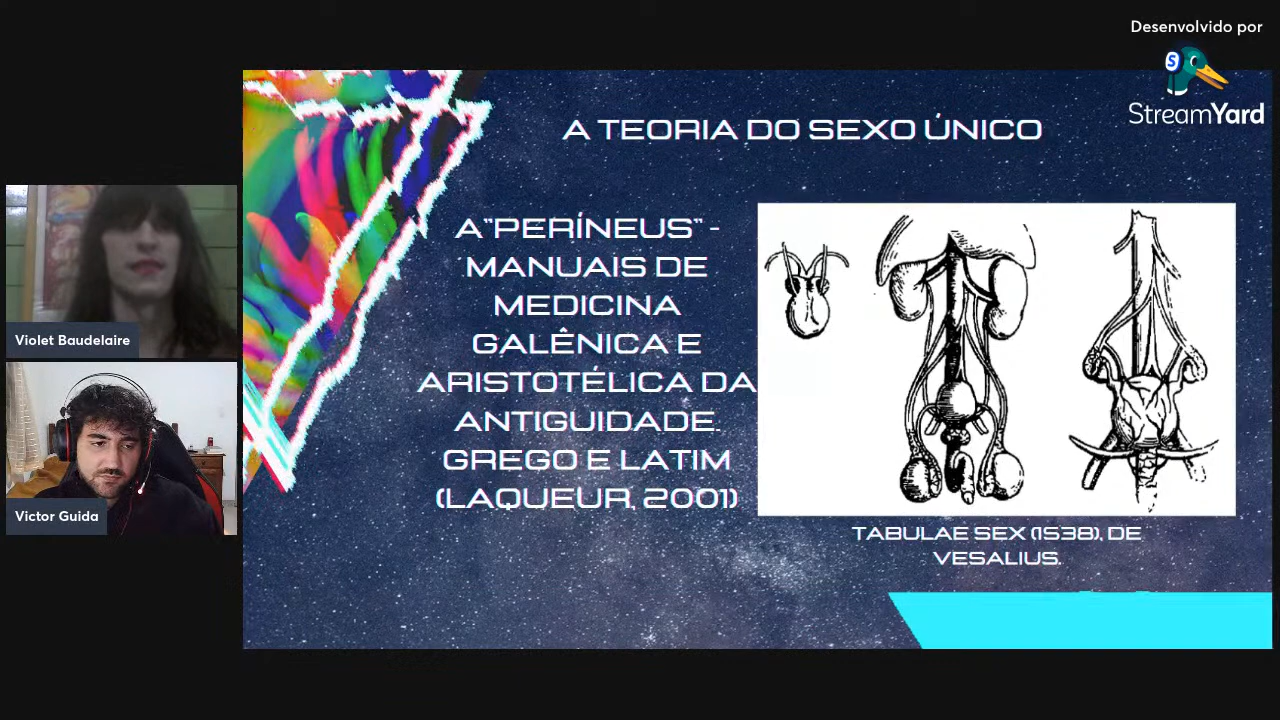 Desenvolvido por
StreamYard
A TEORIA DO SEXO ÚNICO
A"PERÍNEUS" -
MANUAIS DE
MEDICINA
GALÊNICA E
ARISTOTÉLICA DA
ANTIGUIDADE.
GREGO E LATIM
(LAQUEUR, 2001)
TABULAE SEX (1538), DE
VESALIUS.
Violet Baudelaire
Victor Guida